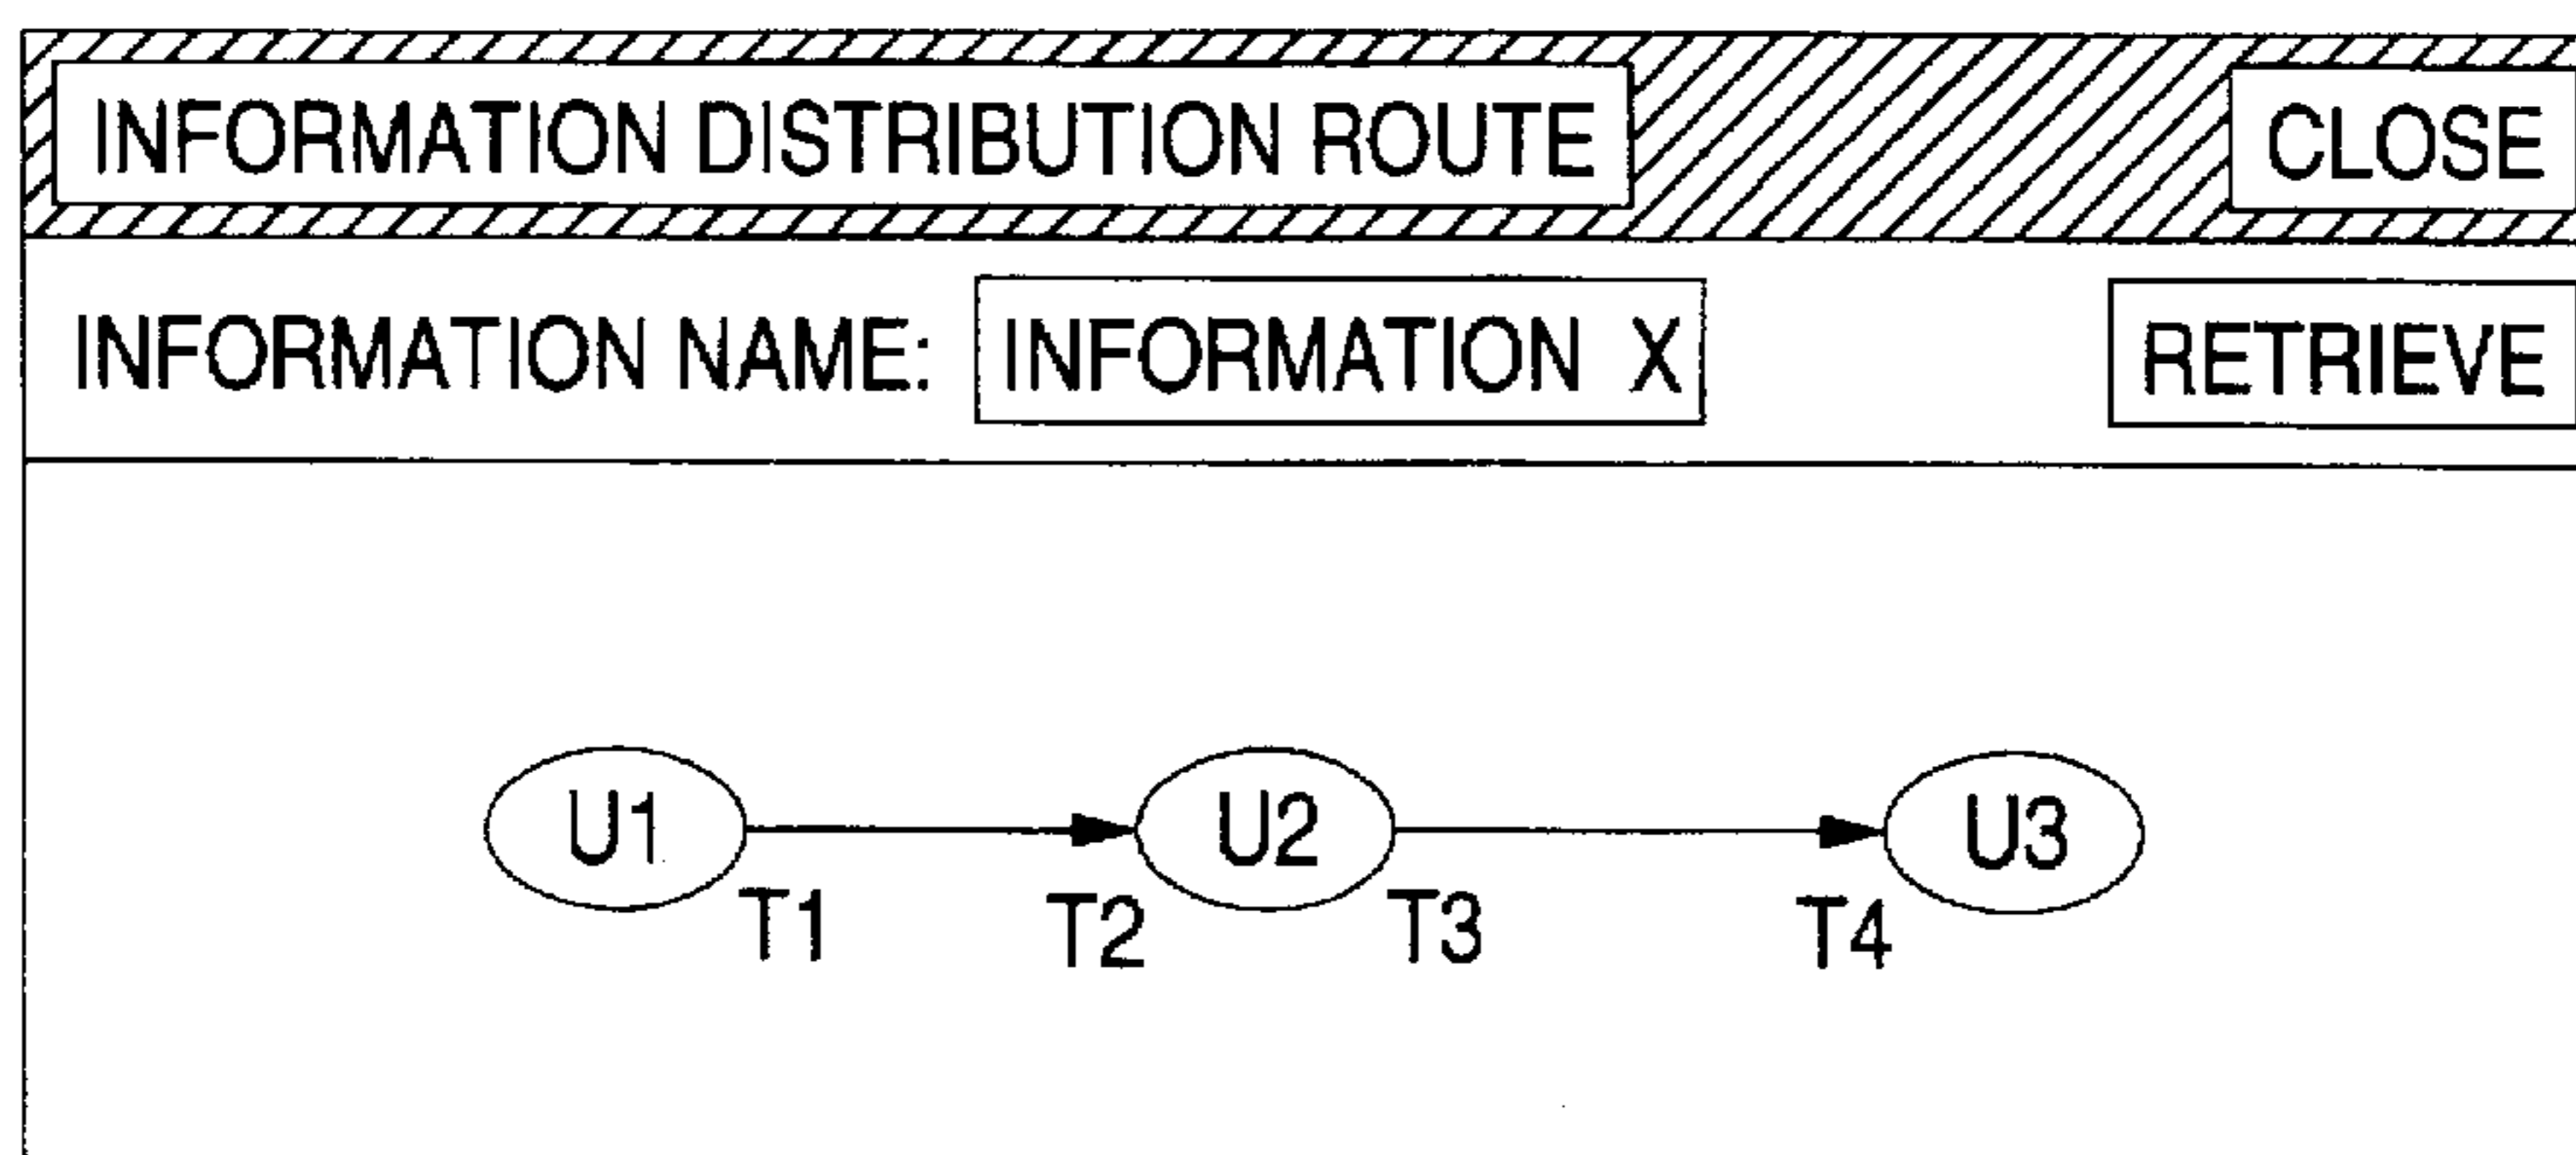 INFORMATION DISTRIBUTION ROUTE CLOSE
INFORMATION NAME: INFORMATION X RETRIEVE
U1 U2 U3
T1 T2 T3 T4